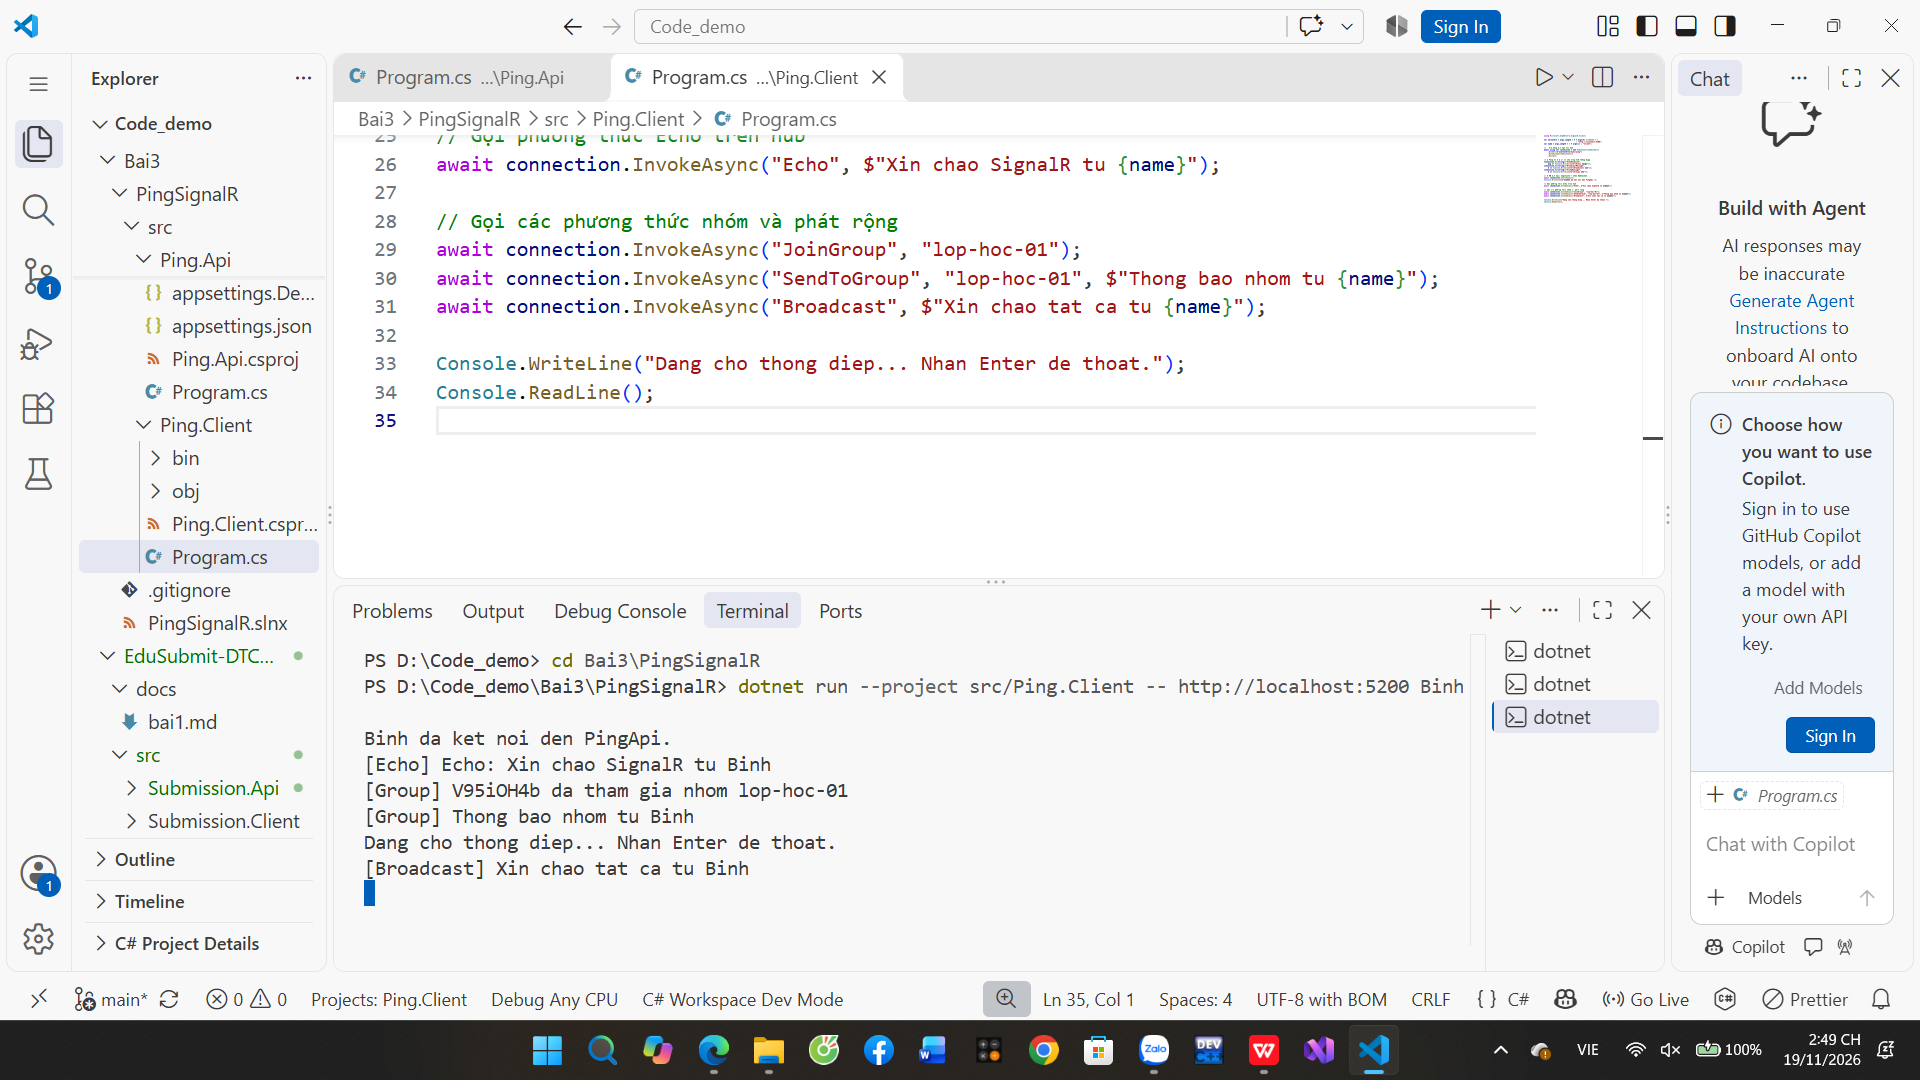 Code_demo
Sign In
Explorer
Code_demo
Bai3
PingSignalR
src
Ping.Api
appsettings.De...
appsettings.json
Ping.Api.csproj
Program.cs
Ping.Client
bin
obj
Ping.Client.cspr...
Program.cs
.gitignore
PingSignalR.slnx
EduSubmit-DTC...
docs
bai1.md
src
Submission.Api
Submission.Client
Outline
Timeline
C# Project Details
Program.cs ...\Ping.Api
Program.cs ...\Ping.Client
Bai3 > PingSignalR > src > Ping.Client > Program.cs
25 // Gọi phương thức Echo trên hub
26 await connection.InvokeAsync("Echo", $"Xin chao SignalR tu {name}");
27
28 // Gọi các phương thức nhóm và phát rộng
29 await connection.InvokeAsync("JoinGroup", "lop-hoc-01");
30 await connection.InvokeAsync("SendToGroup", "lop-hoc-01", $"Thong bao nhom tu {name}");
31 await connection.InvokeAsync("Broadcast", $"Xin chao tat ca tu {name}");
32
33 Console.WriteLine("Dang cho thong diep... Nhan Enter de thoat.");
34 Console.ReadLine();
35
Problems Output Debug Console Terminal Ports
PS D:\Code_demo> cd Bai3\PingSignalR
PS D:\Code_demo\Bai3\PingSignalR> dotnet run --project src/Ping.Client -- http://localhost:5200 Binh
Binh da ket noi den PingApi.
[Echo] Echo: Xin chao SignalR tu Binh
[Group] V95iOH4b da tham gia nhom lop-hoc-01
[Group] Thong bao nhom tu Binh
Dang cho thong diep... Nhan Enter de thoat.
[Broadcast] Xin chao tat ca tu Binh
dotnet
dotnet
dotnet
Chat
Build with Agent
AI responses may
be inaccurate
Generate Agent
Instructions to
onboard AI onto
your codebase
Choose how
you want to use
Copilot.
Sign in to use
GitHub Copilot
models, or add
a model with
your own API
key.
Add Models
Sign In
Program.cs
Chat with Copilot
Models
Copilot
1
1
main* 0 0 Projects: Ping.Client Debug Any CPU C# Workspace Dev Mode Ln 35, Col 1 Spaces: 4 UTF-8 with BOM CRLF { } C# Go Live Prettier
Zalo
DEV
VIE
100%
2:49 CH
19/11/2026